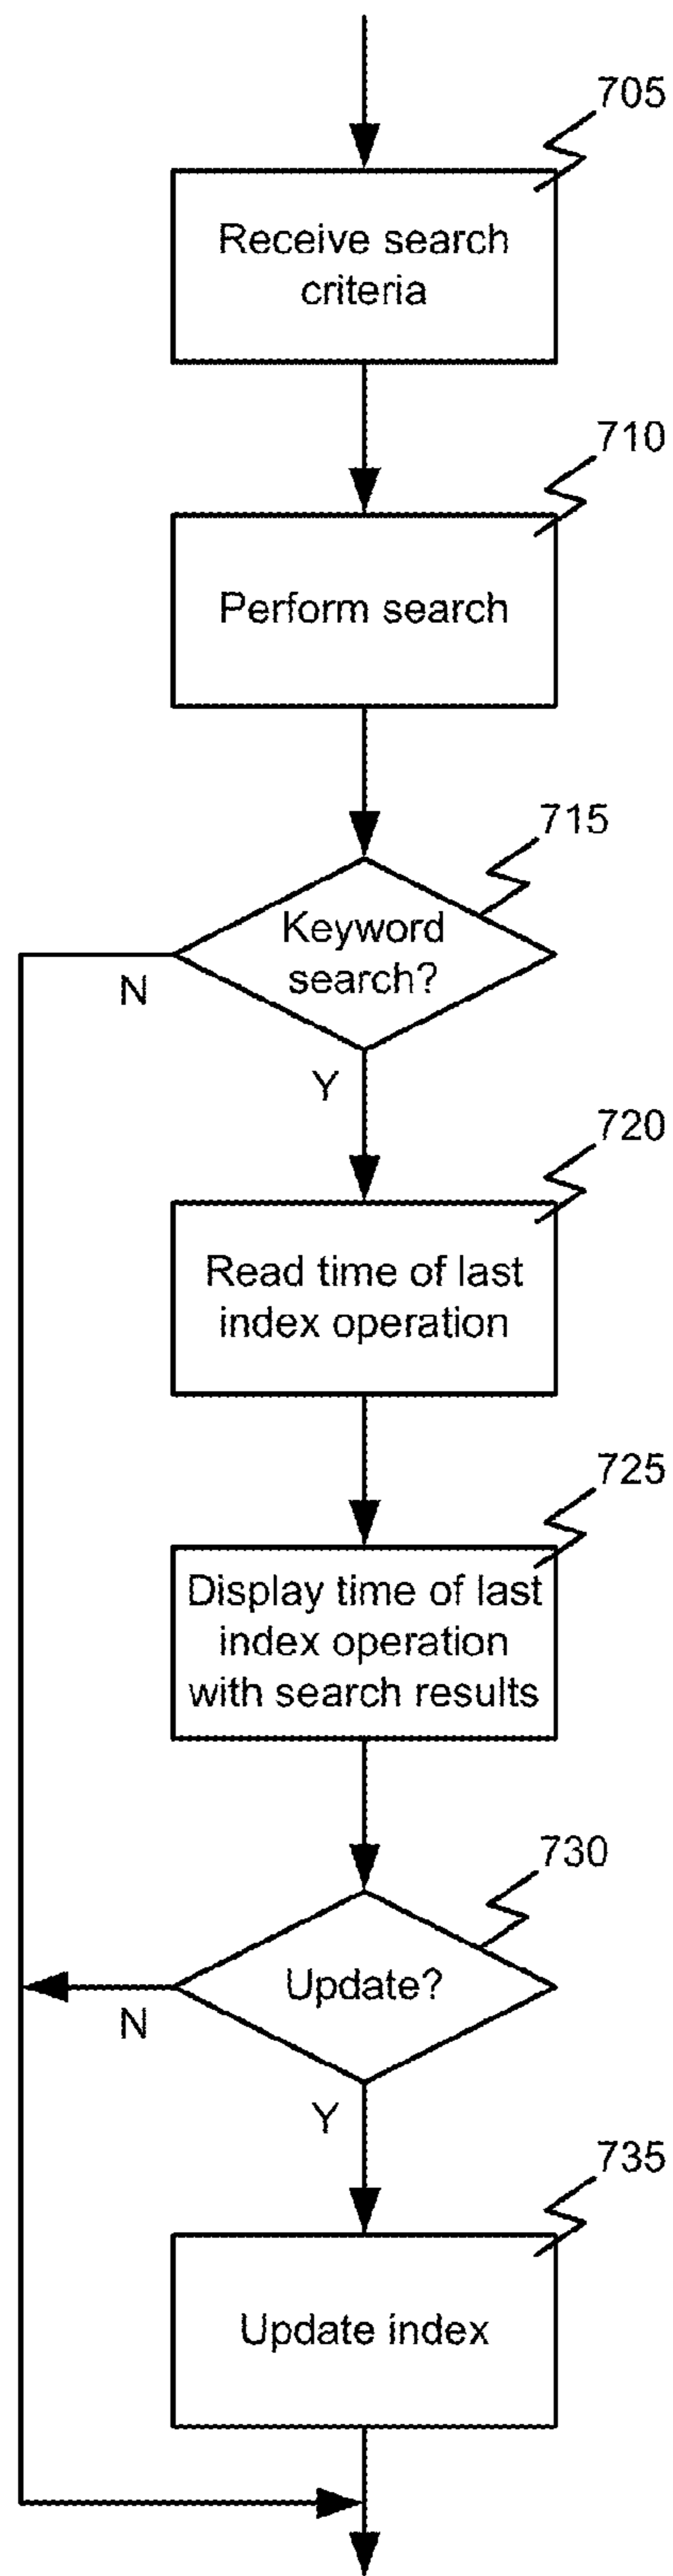 705
Receive search
criteria
710
Perform search
715
Keyword
search?
N
Y
720
Read time of last
index operation
725
Display time of last
index operation
with search results
730
Update?
N
Y
735
Update index